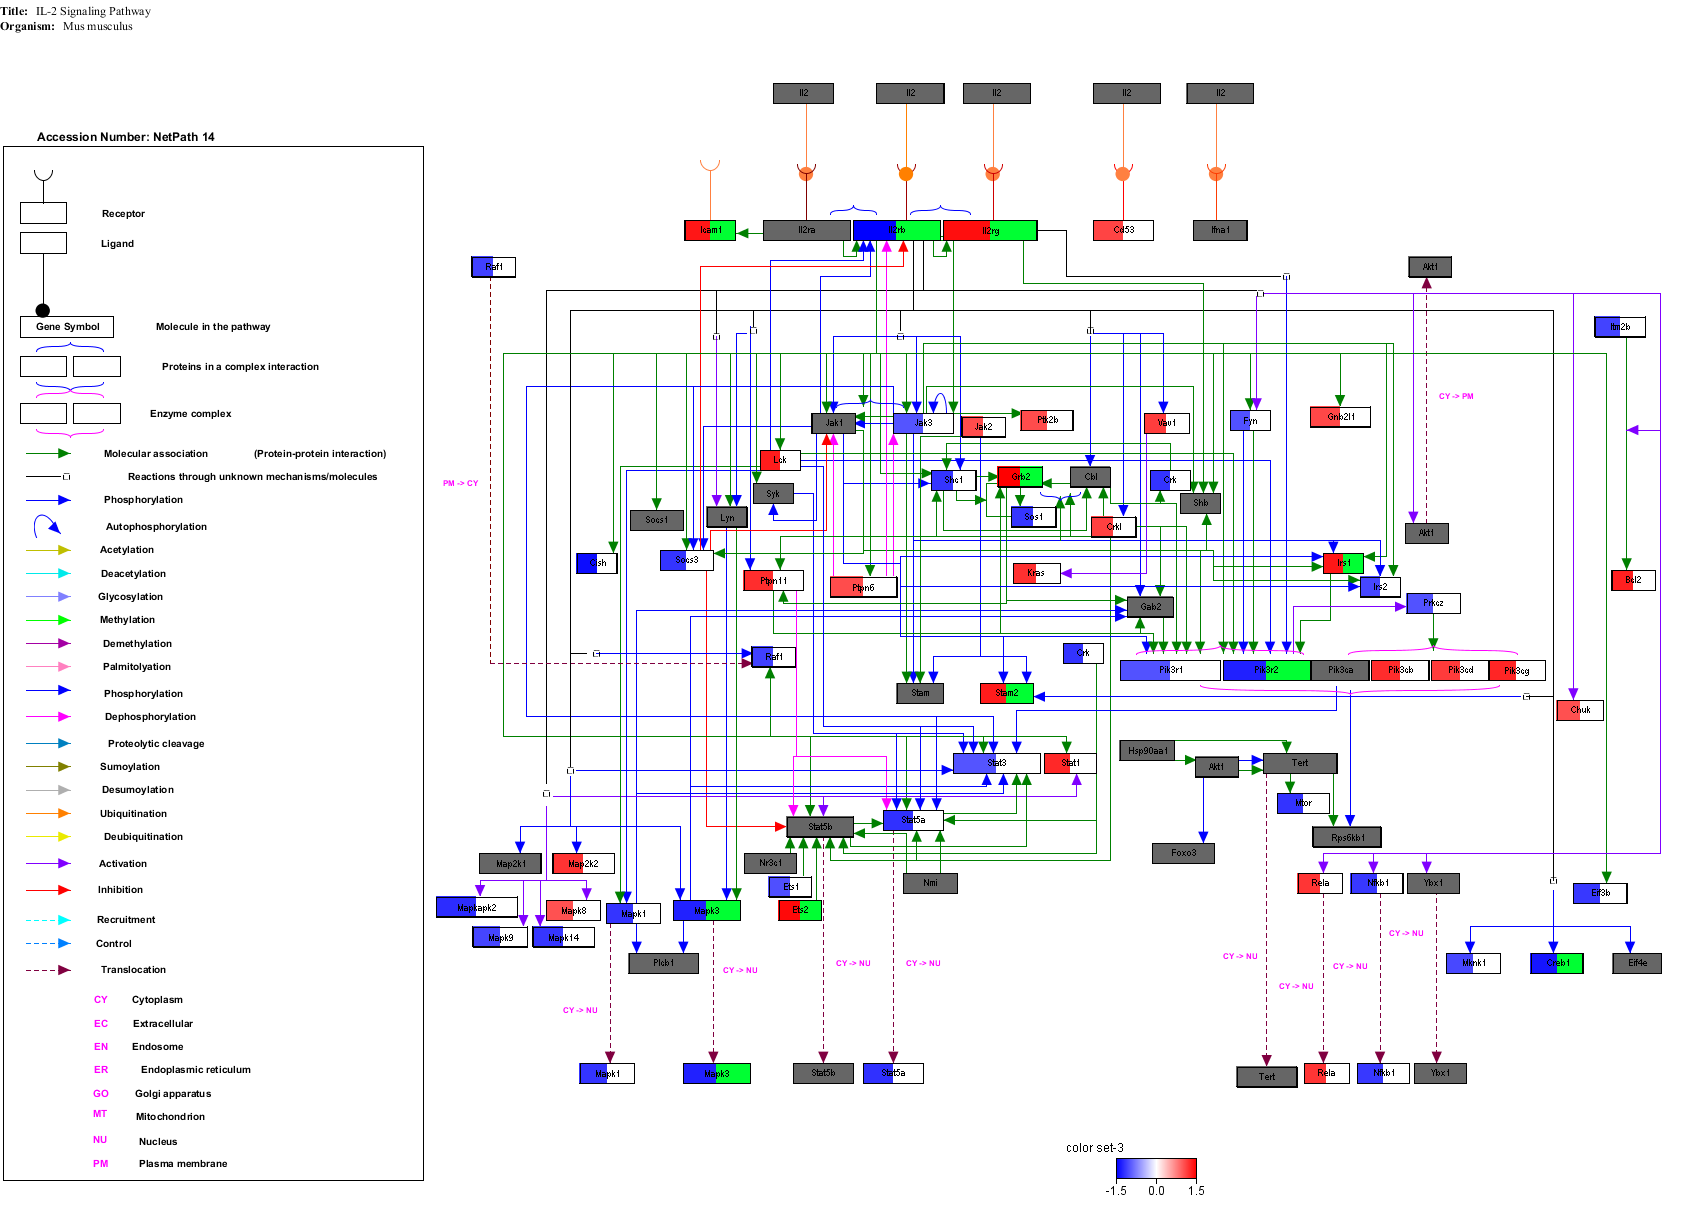 Title: IL-2 Signaling Pathway
Organism: Mus musculus
Accession Number: NetPath 14
Receptor
Ligand
Gene Symbol
Molecule in the pathway
Proteins in a complex interaction
Enzyme complex
Molecular association (Protein-protein interaction)
Reactions through unknown mechanisms/molecules
Phosphorylation
Autophosphorylation
Acetylation
Deacetylation
Glycosylation
Methylation
Demethylation
Palmitolyation
Phosphorylation
Dephosphorylation
Proteolytic cleavage
Sumoylation
Desumoylation
Ubiquitination
Deubiquitination
Activation
Inhibition
Recruitment
Control
Translocation
CY Cytoplasm
EC Extracellular
EN Endosome
ER Endoplasmic reticulum
GO Golgi apparatus
MT Mitochondrion
NU Nucleus
PM Plasma membrane
Il2 Il2 Il2 Il2 Il2
Icam1 Il2ra Il2rb Il2rg Cd53 Ifna1
Raf1 Akt1
Itm2b
CY -> PM
Jak1 Jak3 Jak2 Ptk2b Vav1 Fyn Gnb2l1
Lck
PM -> CY
Syk Shc1 Grb2 Cbl Crk Shb
Socs1 Lyn Sos1 Crkl Akt1
Cish Socs3 Ptpn11 Ptpn6 Kras Irs1 Irs2 Bcl2
Gab2 Prkcz
Raf1 Crk
Pik3r1 Pik3r2 Pik3ca Pik3cb Pik3cd Pik3cg
Stam Stam2 Chuk
Stat3 Stat1 Hsp90aa1 Akt1 Tert
Mtor
Stat5b Stat5a Rps6kb1
Map2k1 Map2k2 Nr3c1 Foxo3
Ets1 Nmi Rela Nfkb1 Ybx1 Eif3b
Mapkapk2 Mapk8 Mapk1 Mapk3 Ets2
Mapk9 Mapk14
CY -> NU
Plcb1 Mknk1 Creb1 Eif4e
CY -> NU CY -> NU CY -> NU CY -> NU CY -> NU
CY -> NU
CY -> NU
Mapk1 Mapk3 Stat5b Stat5a Tert Rela Nfkb1 Ybx1
color set-3
-1.5 0.0 1.5